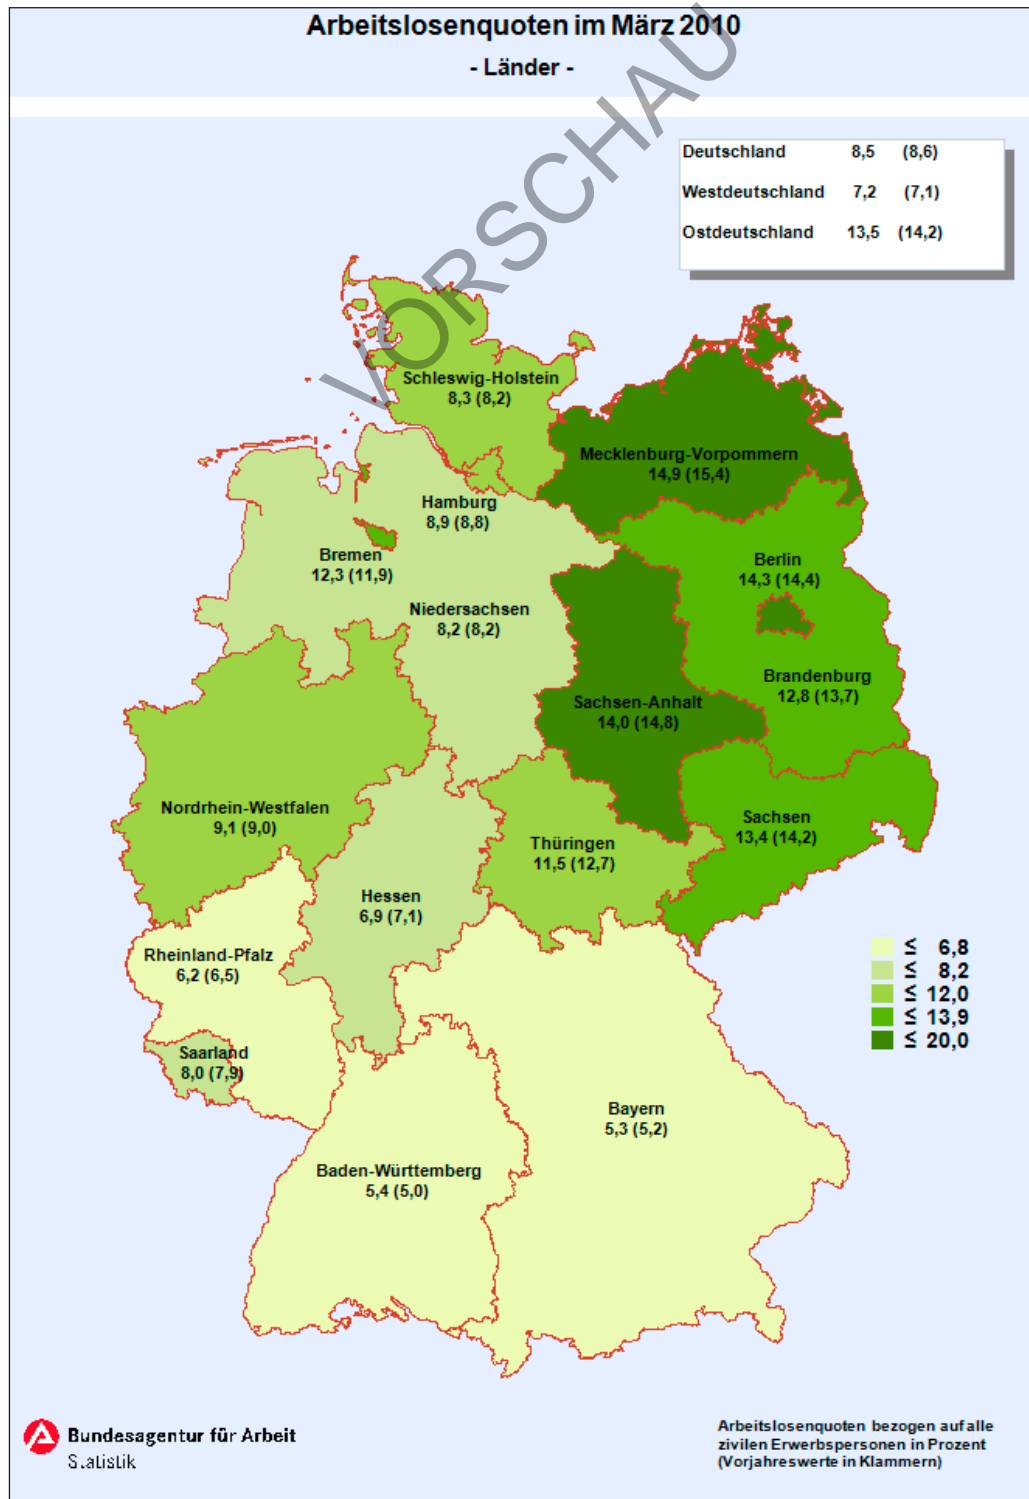 Arbeitslosenquoten im März 2010
- Länder -
VORSCHAU
Deutschland 8,5 (8,6)
Westdeutschland 7,2 (7,1)
Ostdeutschland 13,5 (14,2)
Schleswig-Holstein
8,3 (8,2)
Mecklenburg-Vorpommern
14,9 (15,4)
Hamburg
8,9 (8,8)
Bremen
12,3 (11,9)
Berlin
14,3 (14,4)
Niedersachsen
8,2 (8,2)
Brandenburg
12,8 (13,7)
Sachsen-Anhalt
14,0 (14,8)
Nordrhein-Westfalen
9,1 (9,0)
Sachsen
13,4 (14,2)
Thüringen
11,5 (12,7)
Hessen
6,9 (7,1)
Rheinland-Pfalz
6,2 (6,5)
≤ 6,8
≤ 8,2
≤ 12,0
≤ 13,9
≤ 20,0
Saarland
8,0 (7,9)
Bayern
5,3 (5,2)
Baden-Württemberg
5,4 (5,0)
Bundesagentur für Arbeit
Statistik
Arbeitslosenquoten bezogen auf alle
zivilen Erwerbspersonen in Prozent
(Vorjahreswerte in Klammern)